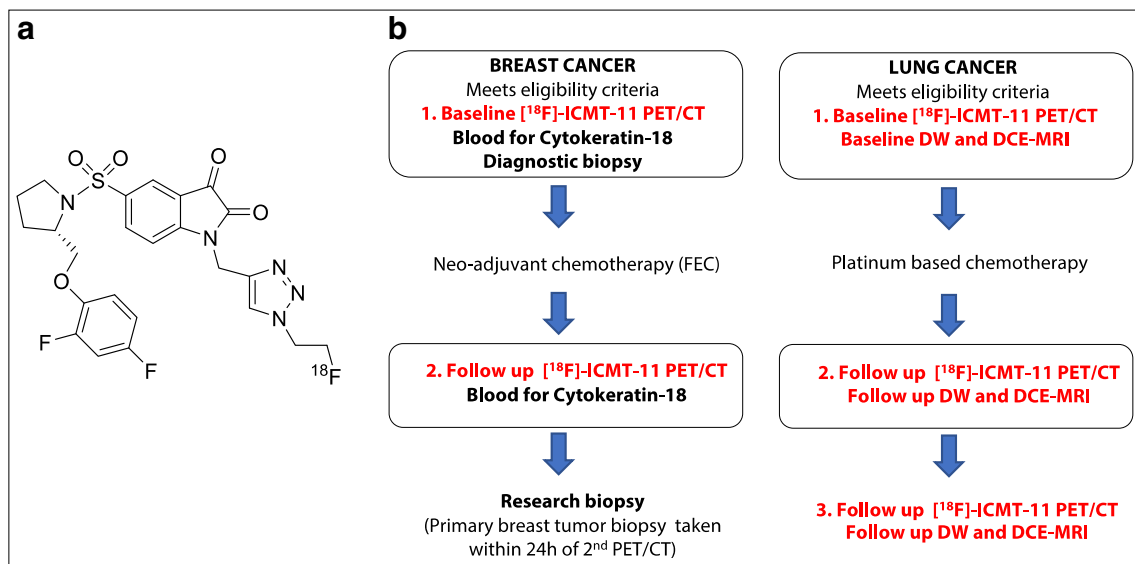 a
b
O O
S
N
O
O
N
O
F
F
N
N
N
18F
BREAST CANCER
Meets eligibility criteria
1. Baseline [18F]-ICMT-11 PET/CT
Blood for Cytokeratin-18
Diagnostic biopsy
Neo-adjuvant chemotherapy (FEC)
2. Follow up [18F]-ICMT-11 PET/CT
Blood for Cytokeratin-18
Research biopsy
(Primary breast tumor biopsy taken
within 24h of 2nd PET/CT)
LUNG CANCER
Meets eligibility criteria
1. Baseline [18F]-ICMT-11 PET/CT
Baseline DW and DCE-MRI
Platinum based chemotherapy
2. Follow up [18F]-ICMT-11 PET/CT
Follow up DW and DCE-MRI
3. Follow up [18F]-ICMT-11 PET/CT
Follow up DW and DCE-MRI